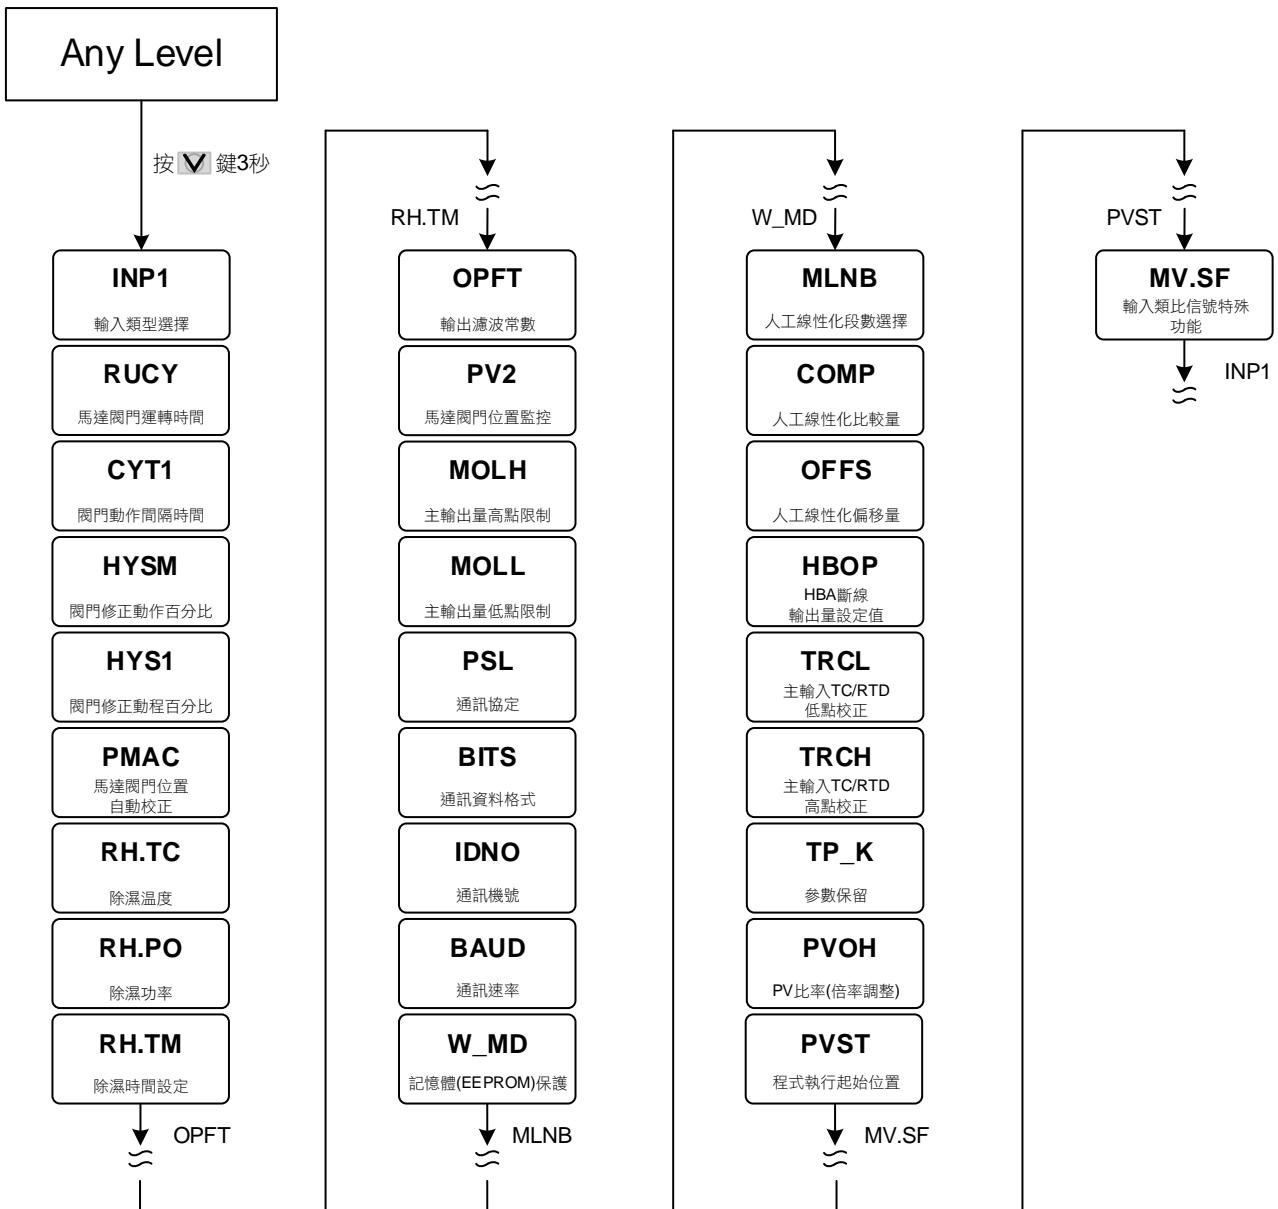 Any Level
按 鍵3秒
INP1
輸入類型選擇
RUCY
馬達閥門運轉時間
CYT1
閥門動作間隔時間
HYSM
閥門修正動作百分比
HYS1
閥門修正動程百分比
PMAC
馬達閥門位置
自動校正
RH.TC
除濕溫度
RH.PO
除濕功率
RH.TM
除濕時間設定
OPFT
RH.TM
OPFT
輸出濾波常數
PV2
馬達閥門位置監控
MOLH
主輸出量高點限制
MOLL
主輸出量低點限制
PSL
通訊協定
BITS
通訊資料格式
IDNO
通訊機號
BAUD
通訊速率
W_MD
記憶體(EEPROM)保護
MLNB
W_MD
MLNB
人工線性化段數選擇
COMP
人工線性化比較量
OFFS
人工線性化偏移量
HBOP
HBA斷線
輸出量設定值
TRCL
主輸入TC/RTD
低點校正
TRCH
主輸入TC/RTD
高點校正
TP_K
參數保留
PVOH
PV比率(倍率調整)
PVST
程式執行起始位置
MV.SF
PVST
MV.SF
輸入類比信號特殊
功能
INP1